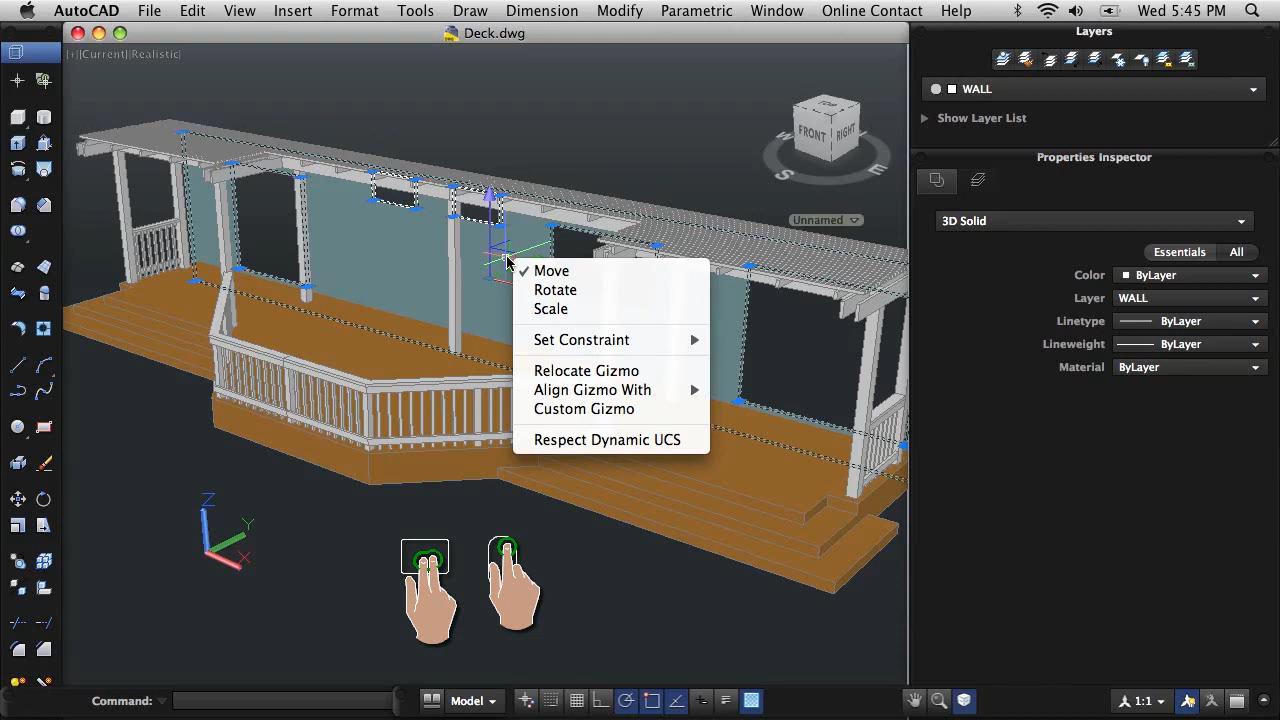 AutoCAD File Edit View Insert Format Tools Draw Dimension Modify Parametric Window Online Contact Help Wed 5:45 PM
Deck.dwg
Layers
[+][Current][Realistic]
WALL
Show Layer List
TOP
FRONT RIGHT
W E
S
Properties Inspector
Unnamed
3D Solid
Essentials All
Color ByLayer
Layer WALL
Linetype ByLayer
Lineweight ByLayer
Material ByLayer
✓ Move
Rotate
Scale
Set Constraint
Relocate Gizmo
Align Gizmo With
Custom Gizmo
Respect Dynamic UCS
Z
Y
X
Command: Model 1:1